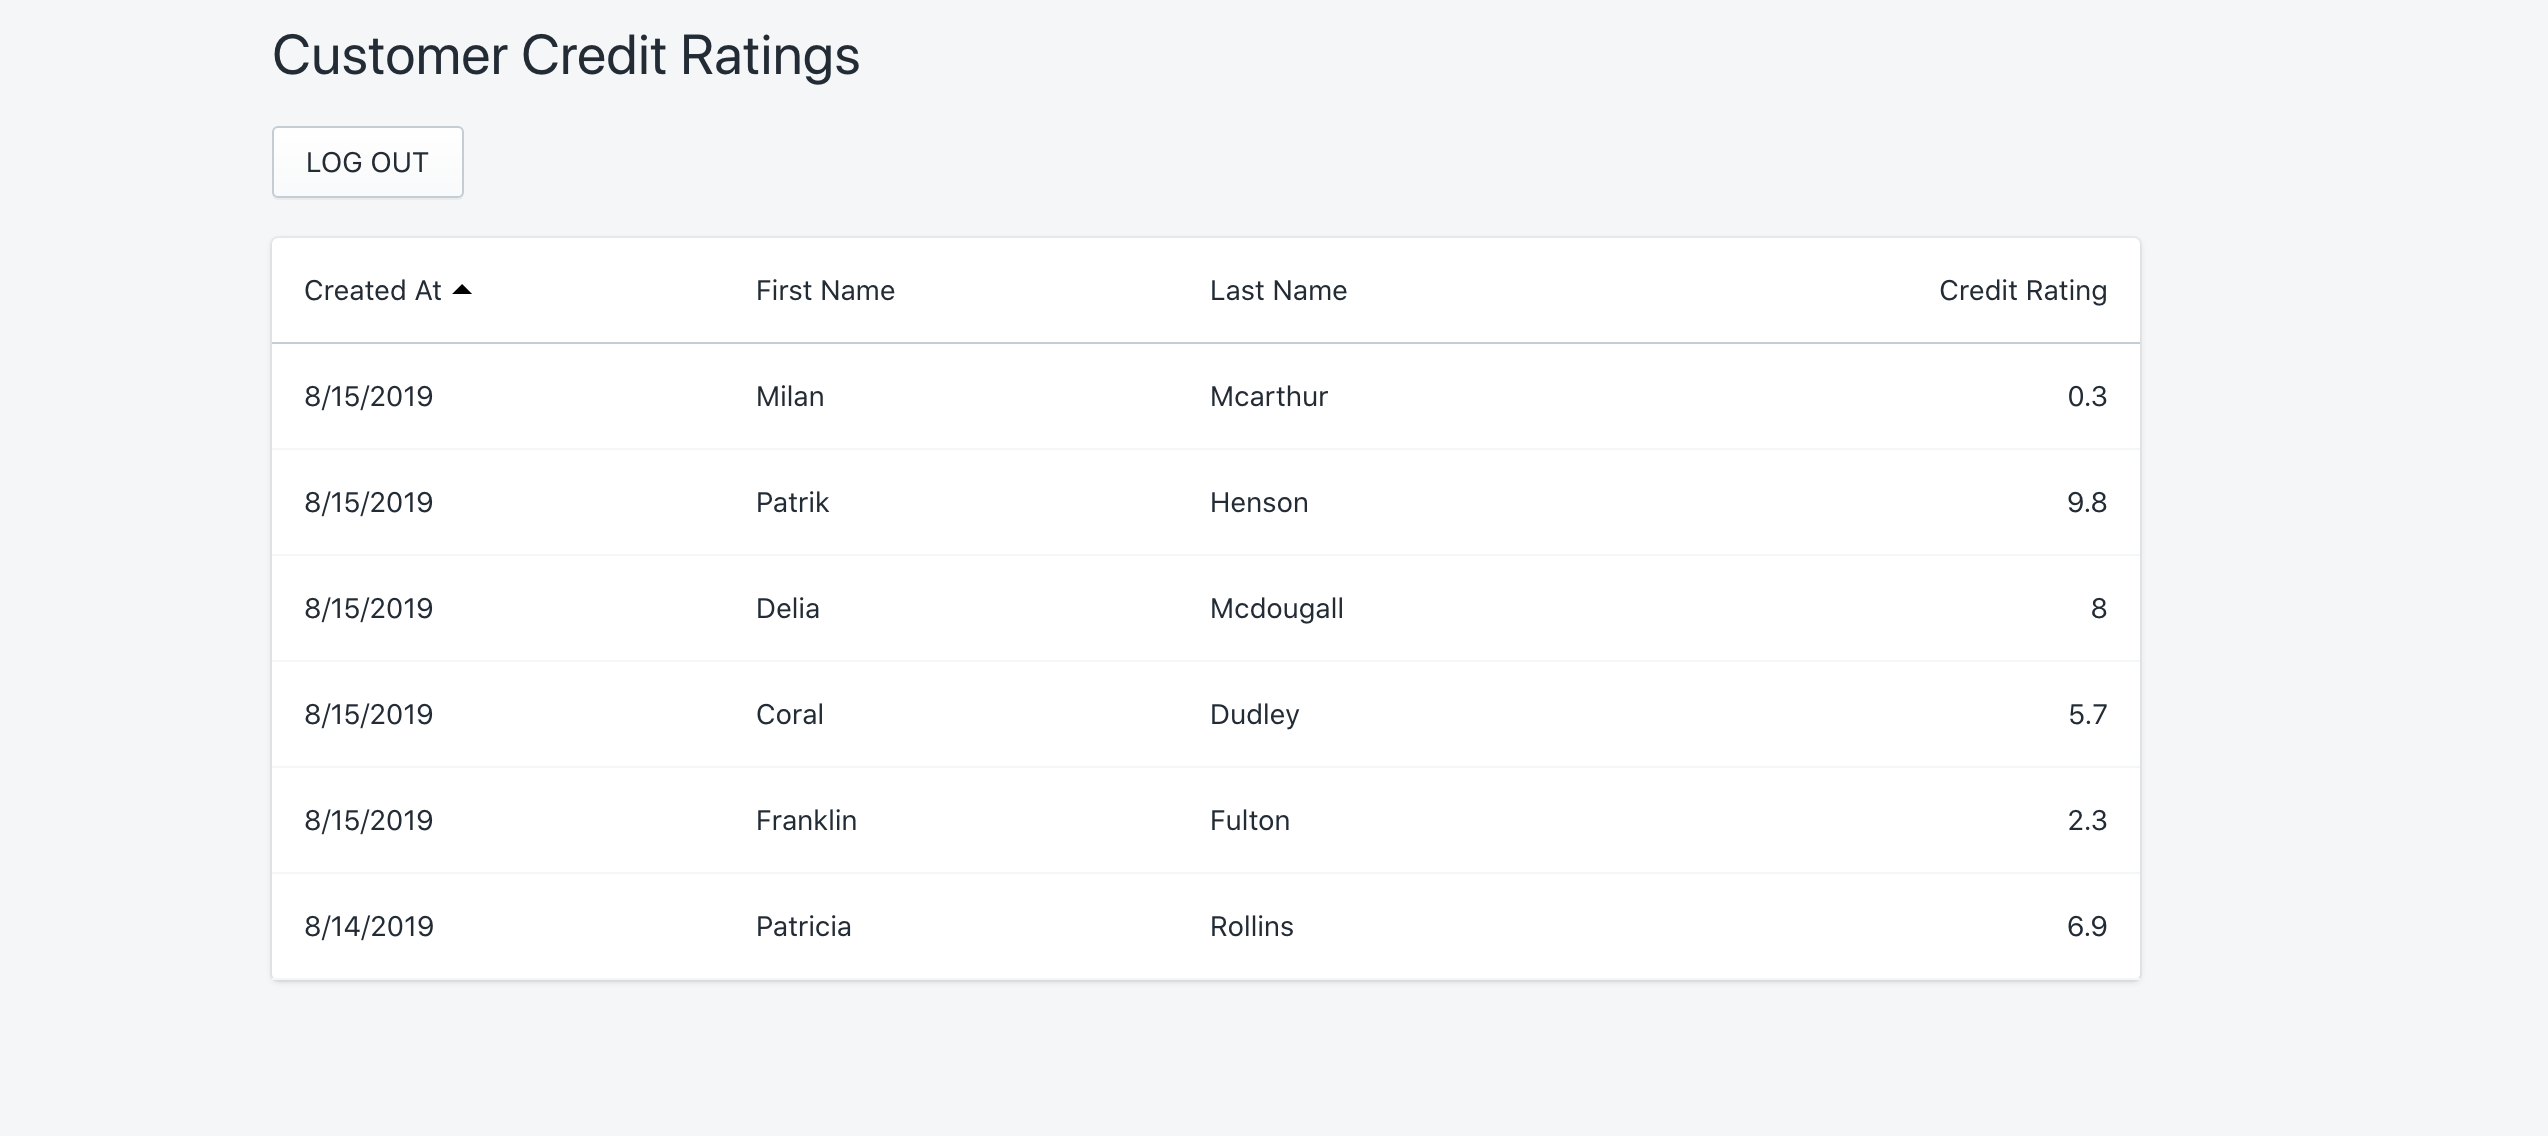 Customer Credit Ratings
LOG OUT
Created At First Name Last Name Credit Rating
8/15/2019 Milan Mcarthur 0.3
8/15/2019 Patrik Henson 9.8
8/15/2019 Delia Mcdougall 8
8/15/2019 Coral Dudley 5.7
8/15/2019 Franklin Fulton 2.3
8/14/2019 Patricia Rollins 6.9